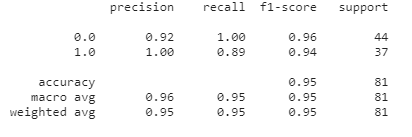 precision recall f1-score support
0.0 0.92 1.00 0.96 44
1.0 1.00 0.89 0.94 37
accuracy 0.95 81
macro avg 0.96 0.95 0.95 81
weighted avg 0.95 0.95 0.95 81